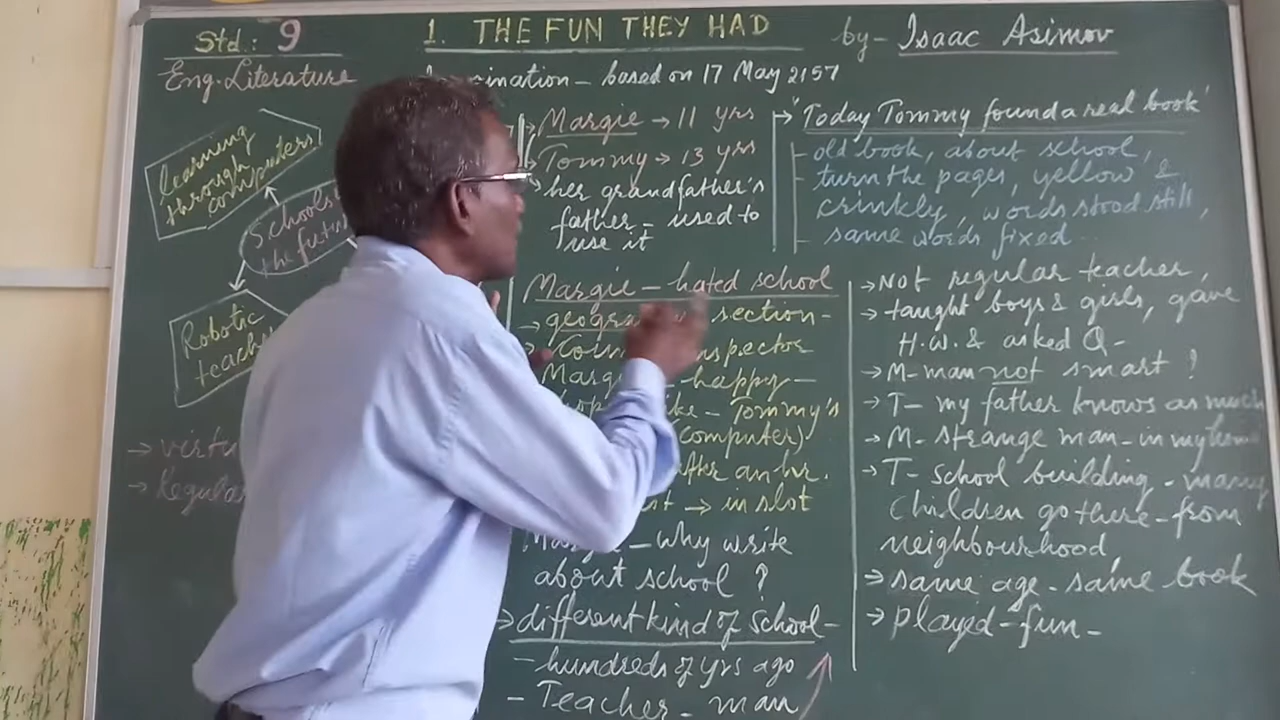 Std.: 9
Eng. Literature
1. THE FUN THEY HAD
by- Isaac Asimov
based on 17 May 2157
learning
through
computers
Schools
the future
Robotic
Regular
→ Margie → 11 yrs
→ Tommy → 13 yrs
→ her grandfather's
father - used to
use it
→ "Today Tommy found a real book"
- old book, about school,
- turn the pages, yellow &
crinkly, words stood still,
- same words fixed
Margie - hated school
→ section -
Margie - happy -
- Tommy's
(computer)
after an hr.
→ in slot
Margie - why write
about school ?
→ different kind of School -
- hundreds of yrs ago
- Teacher - man
→ Not regular teacher,
→ taught boys & girls, gave
H.W. & asked Q -
→ M- man not smart !
→ T- my father knows as much
→ M- strange man - in my
→ T- school building - many
Children go there - from
neighbourhood,
→ same age - same book
→ played - fun -